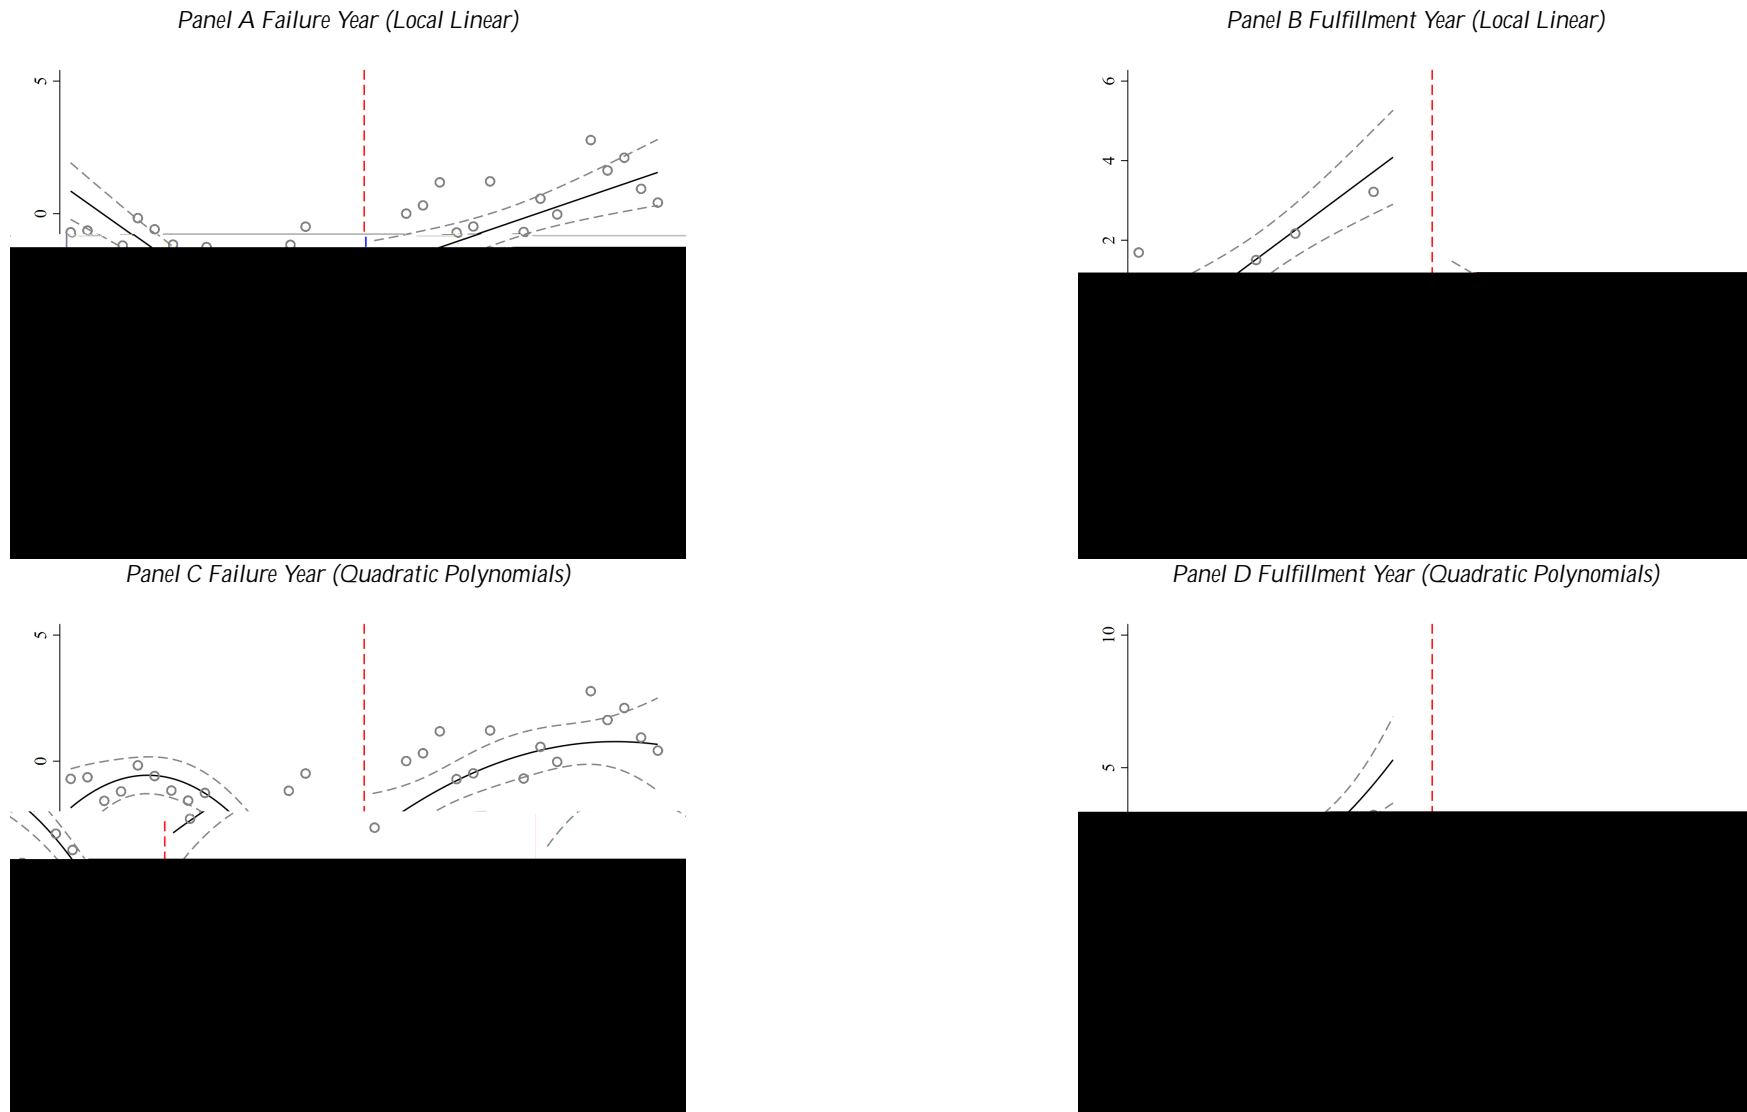 Panel A Failure Year (Local Linear)
Panel B Fulfillment Year (Local Linear)
5
0
6
4
2
Panel C Failure Year (Quadratic Polynomials)
Panel D Fulfillment Year (Quadratic Polynomials)
5
0
10
5